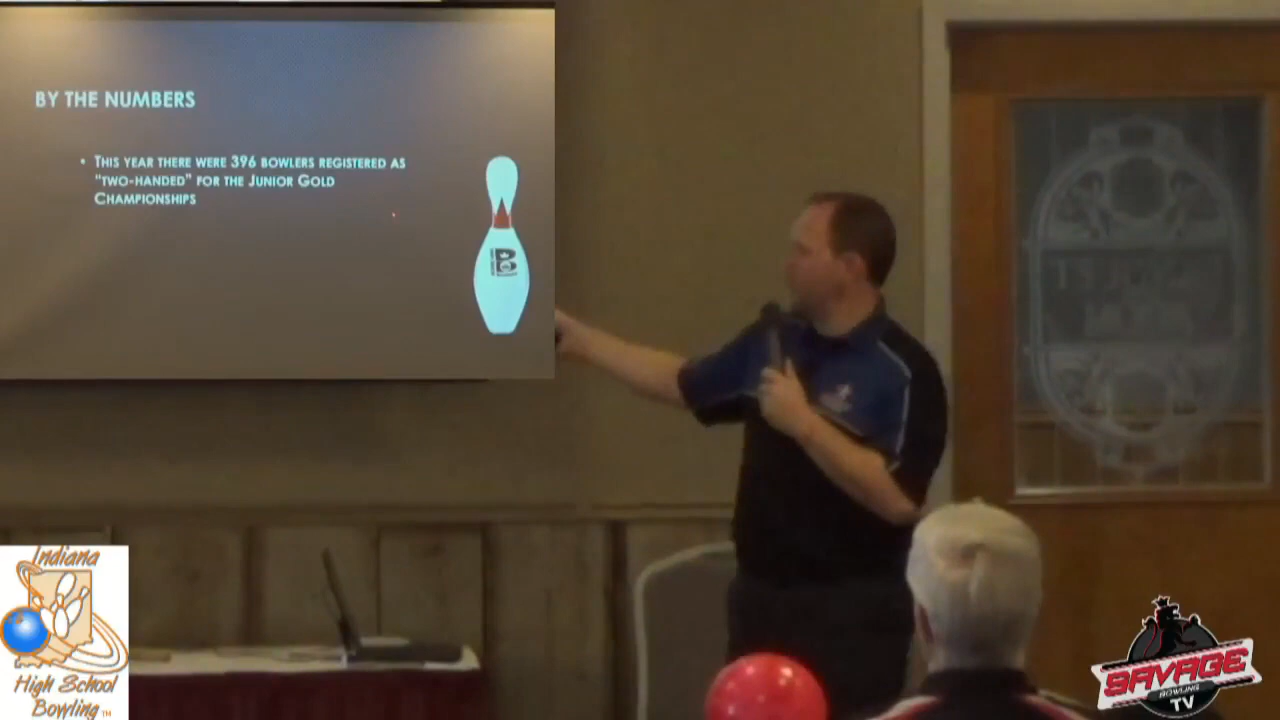 BY THE NUMBERS
• THIS YEAR THERE WERE 396 BOWLERS REGISTERED AS
"TWO-HANDED" FOR THE JUNIOR GOLD
CHAMPIONSHIPS
B
Indiana
High School
Bowling TM
SAVAGE
BOWLING
TV